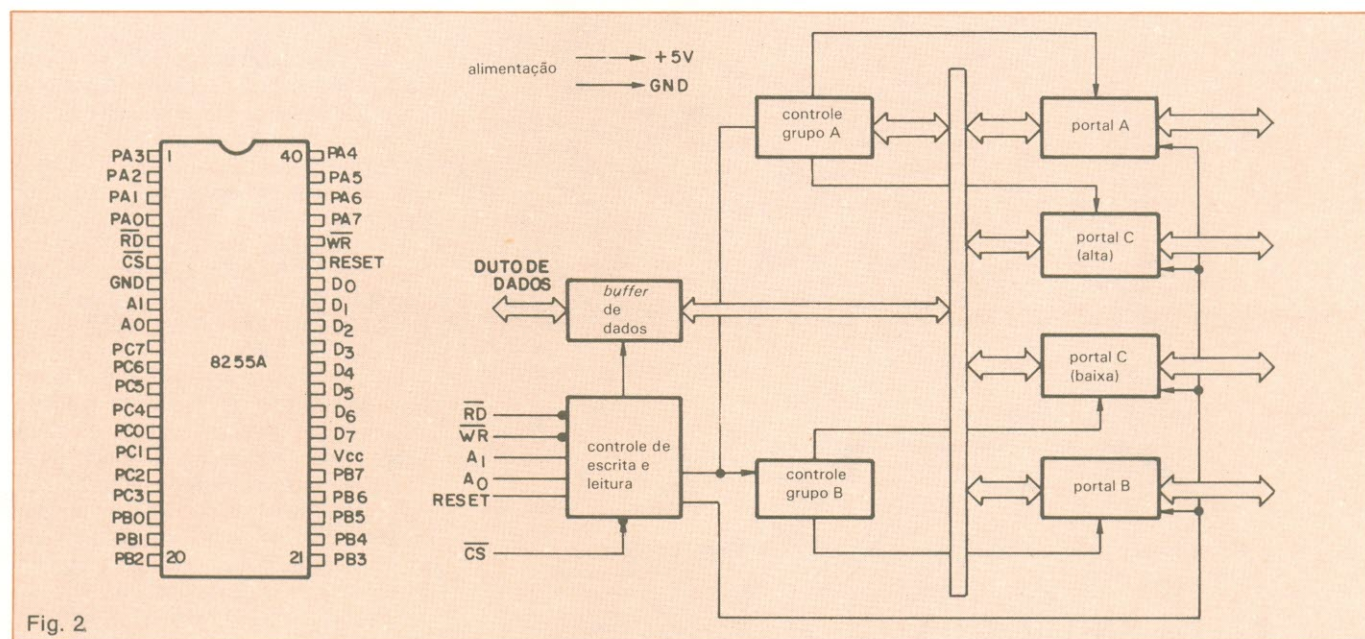 alimentação
+5V
GND
PA3 1 40 PA4
PA2 PA5
PA1 PA6
PA0 PA7
RD WR
CS RESET
GND D0
A1 D1
A0 D2
PC7 D3
PC6 D4
PC5 D5
PC4 D6
PC0 D7
PC1 Vcc
PC2 PB7
PC3 PB6
PB0 PB5
PB1 PB4
PB2 20 21 PB3
8255A
DUTO DE
DADOS
buffer
de
dados
RD
WR
A1
A0
RESET
CS
controle de
escrita e
leitura
controle
grupo A
controle
grupo B
portal A
portal C
(alta)
portal C
(baixa)
portal B
Fig. 2